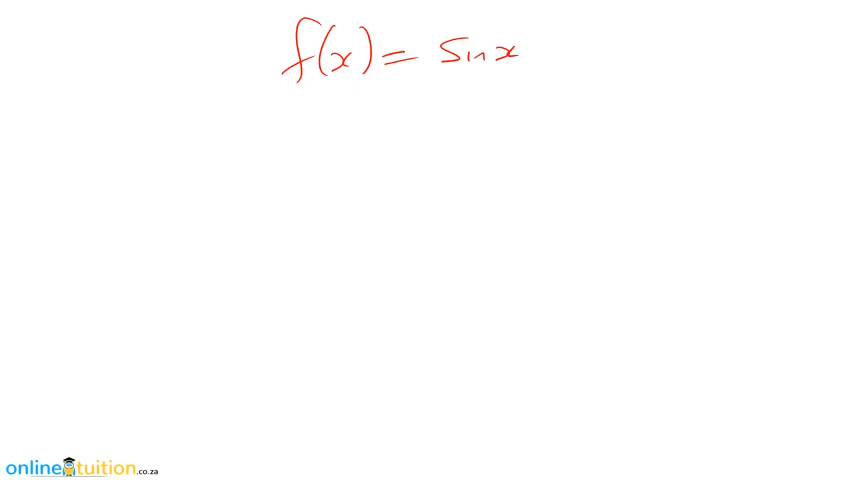 f(x) = sin x
onlinetuition.co.za